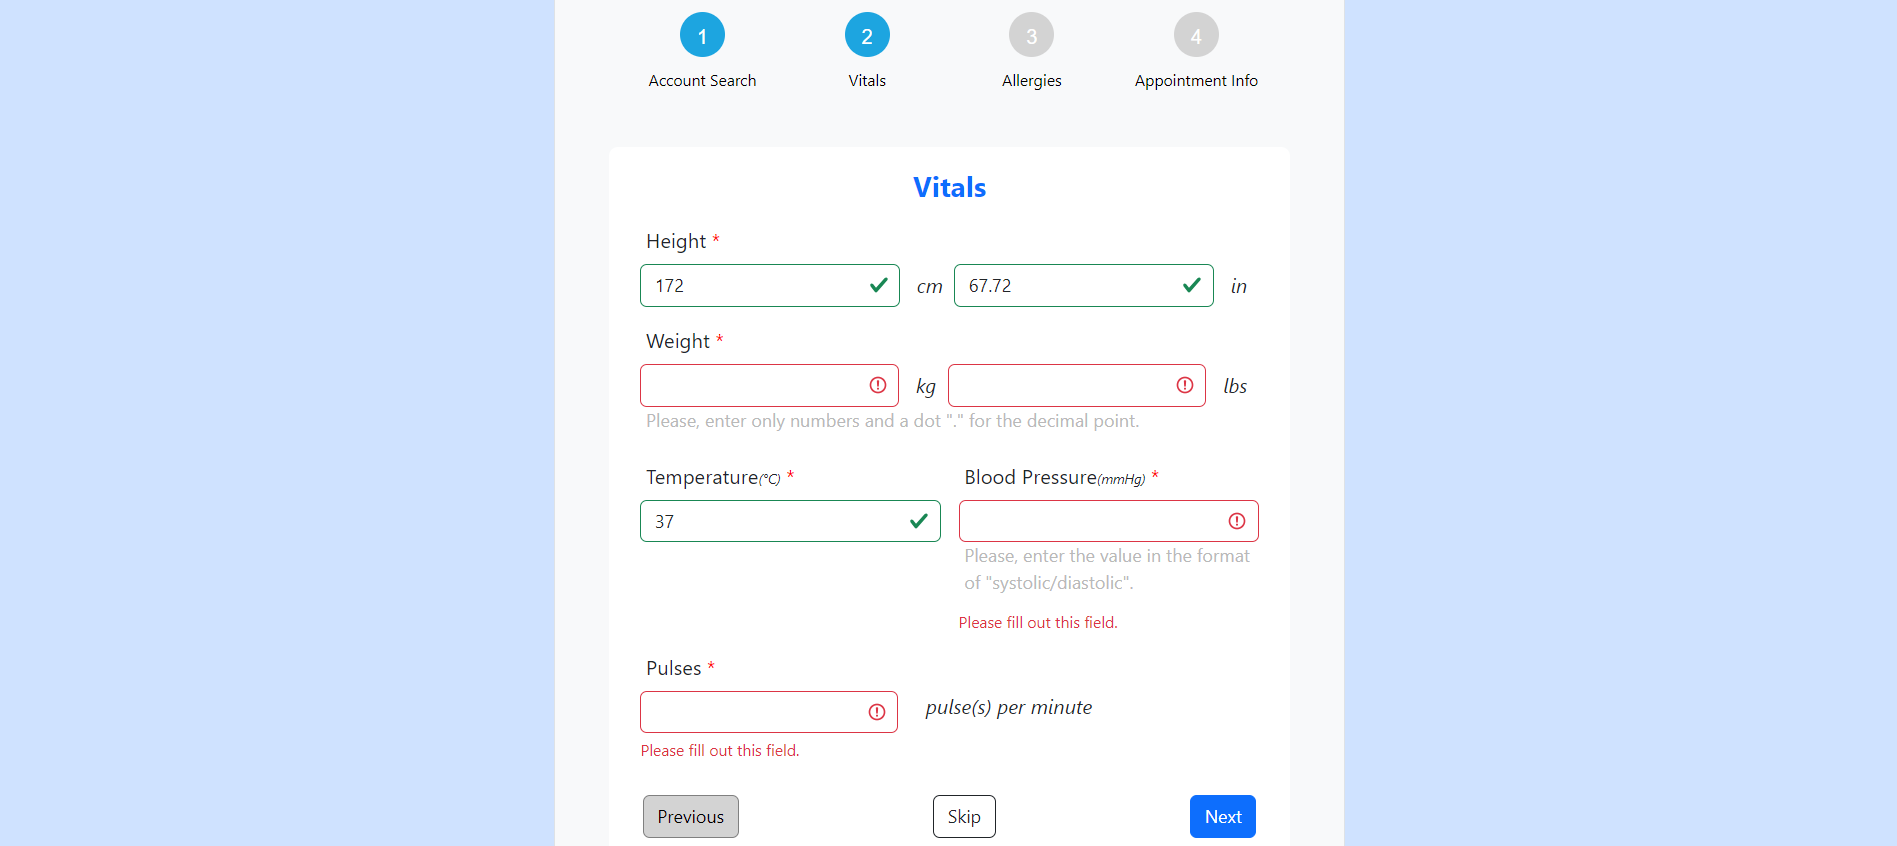 1 2 3 4
Account Search Vitals Allergies Appointment Info
Vitals
Height *
172 cm 67.72 in
Weight *
kg lbs
Please, enter only numbers and a dot "." for the decimal point.
Temperature(°C) * Blood Pressure(mmHg) *
37
Please, enter the value in the format
of "systolic/diastolic".
Please fill out this field.
Pulses *
pulse(s) per minute
Please fill out this field.
Previous Skip Next